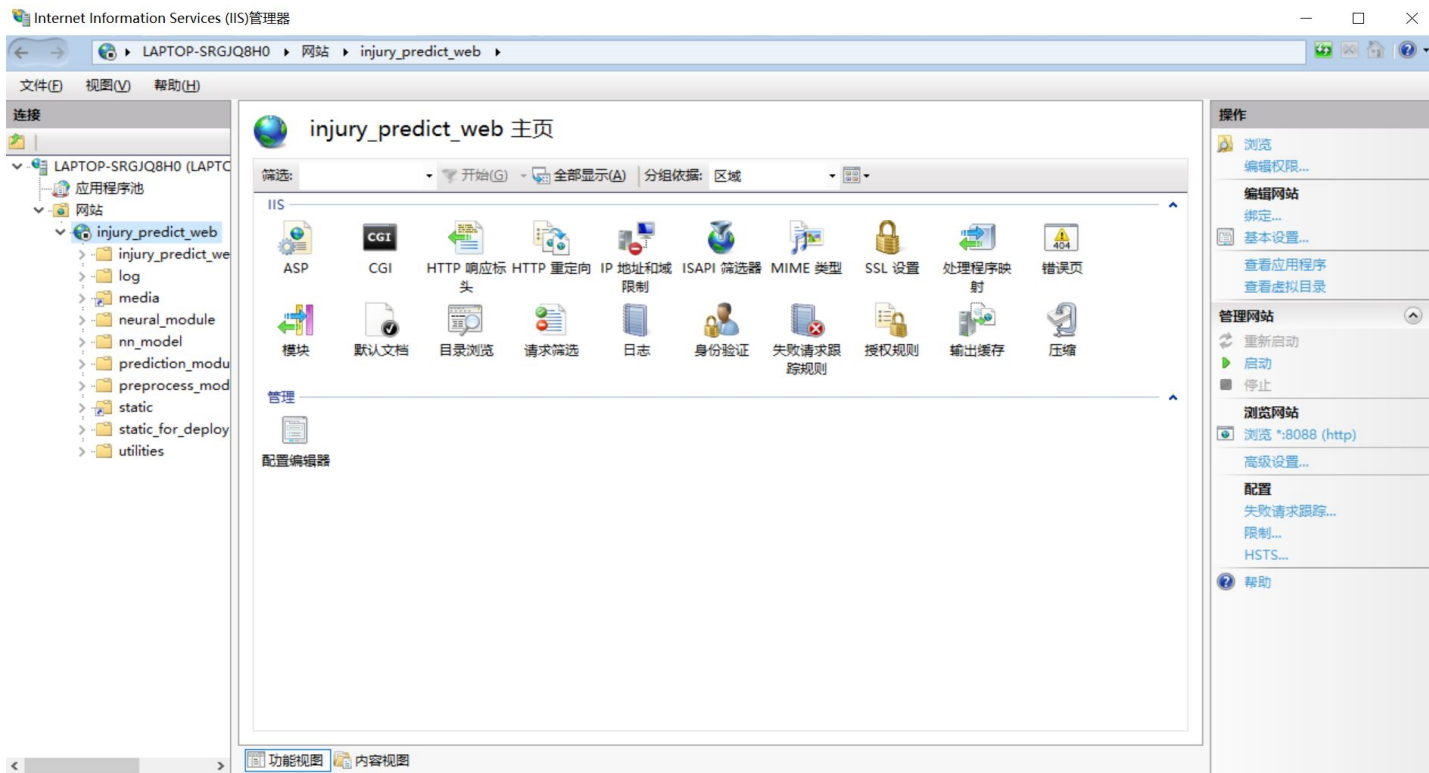 Internet Information Services (IIS)管理器
LAPTOP-SRGJQ8H0 网站 injury_predict_web
文件(F) 视图(V) 帮助(H)
连接
LAPTOP-SRGJQ8H0 (LAPTC
应用程序池
网站
injury_predict_web
injury_predict_we
log
media
neural_module
nn_model
prediction_modu
preprocess_mod
static
static_for_deploy
utilities
injury_predict_web 主页
筛选: 开始(G) 全部显示(A) 分组依据: 区域
IIS
ASP
CGI
HTTP 响应标
头
HTTP 重定向
IP 地址和域
限制
ISAPI 筛选器
MIME 类型
SSL 设置
处理程序映
射
404
错误页
模块
默认文档
目录浏览
请求筛选
日志
身份验证
失败请求跟
踪规则
授权规则
输出缓存
压缩
管理
配置编辑器
功能视图 内容视图
操作
浏览
编辑权限...
编辑网站
绑定...
基本设置...
查看应用程序
查看虚拟目录
管理网站
重新启动
启动
停止
浏览网站
浏览 *:8088 (http)
高级设置...
配置
失败请求跟踪...
限制...
HSTS...
帮助